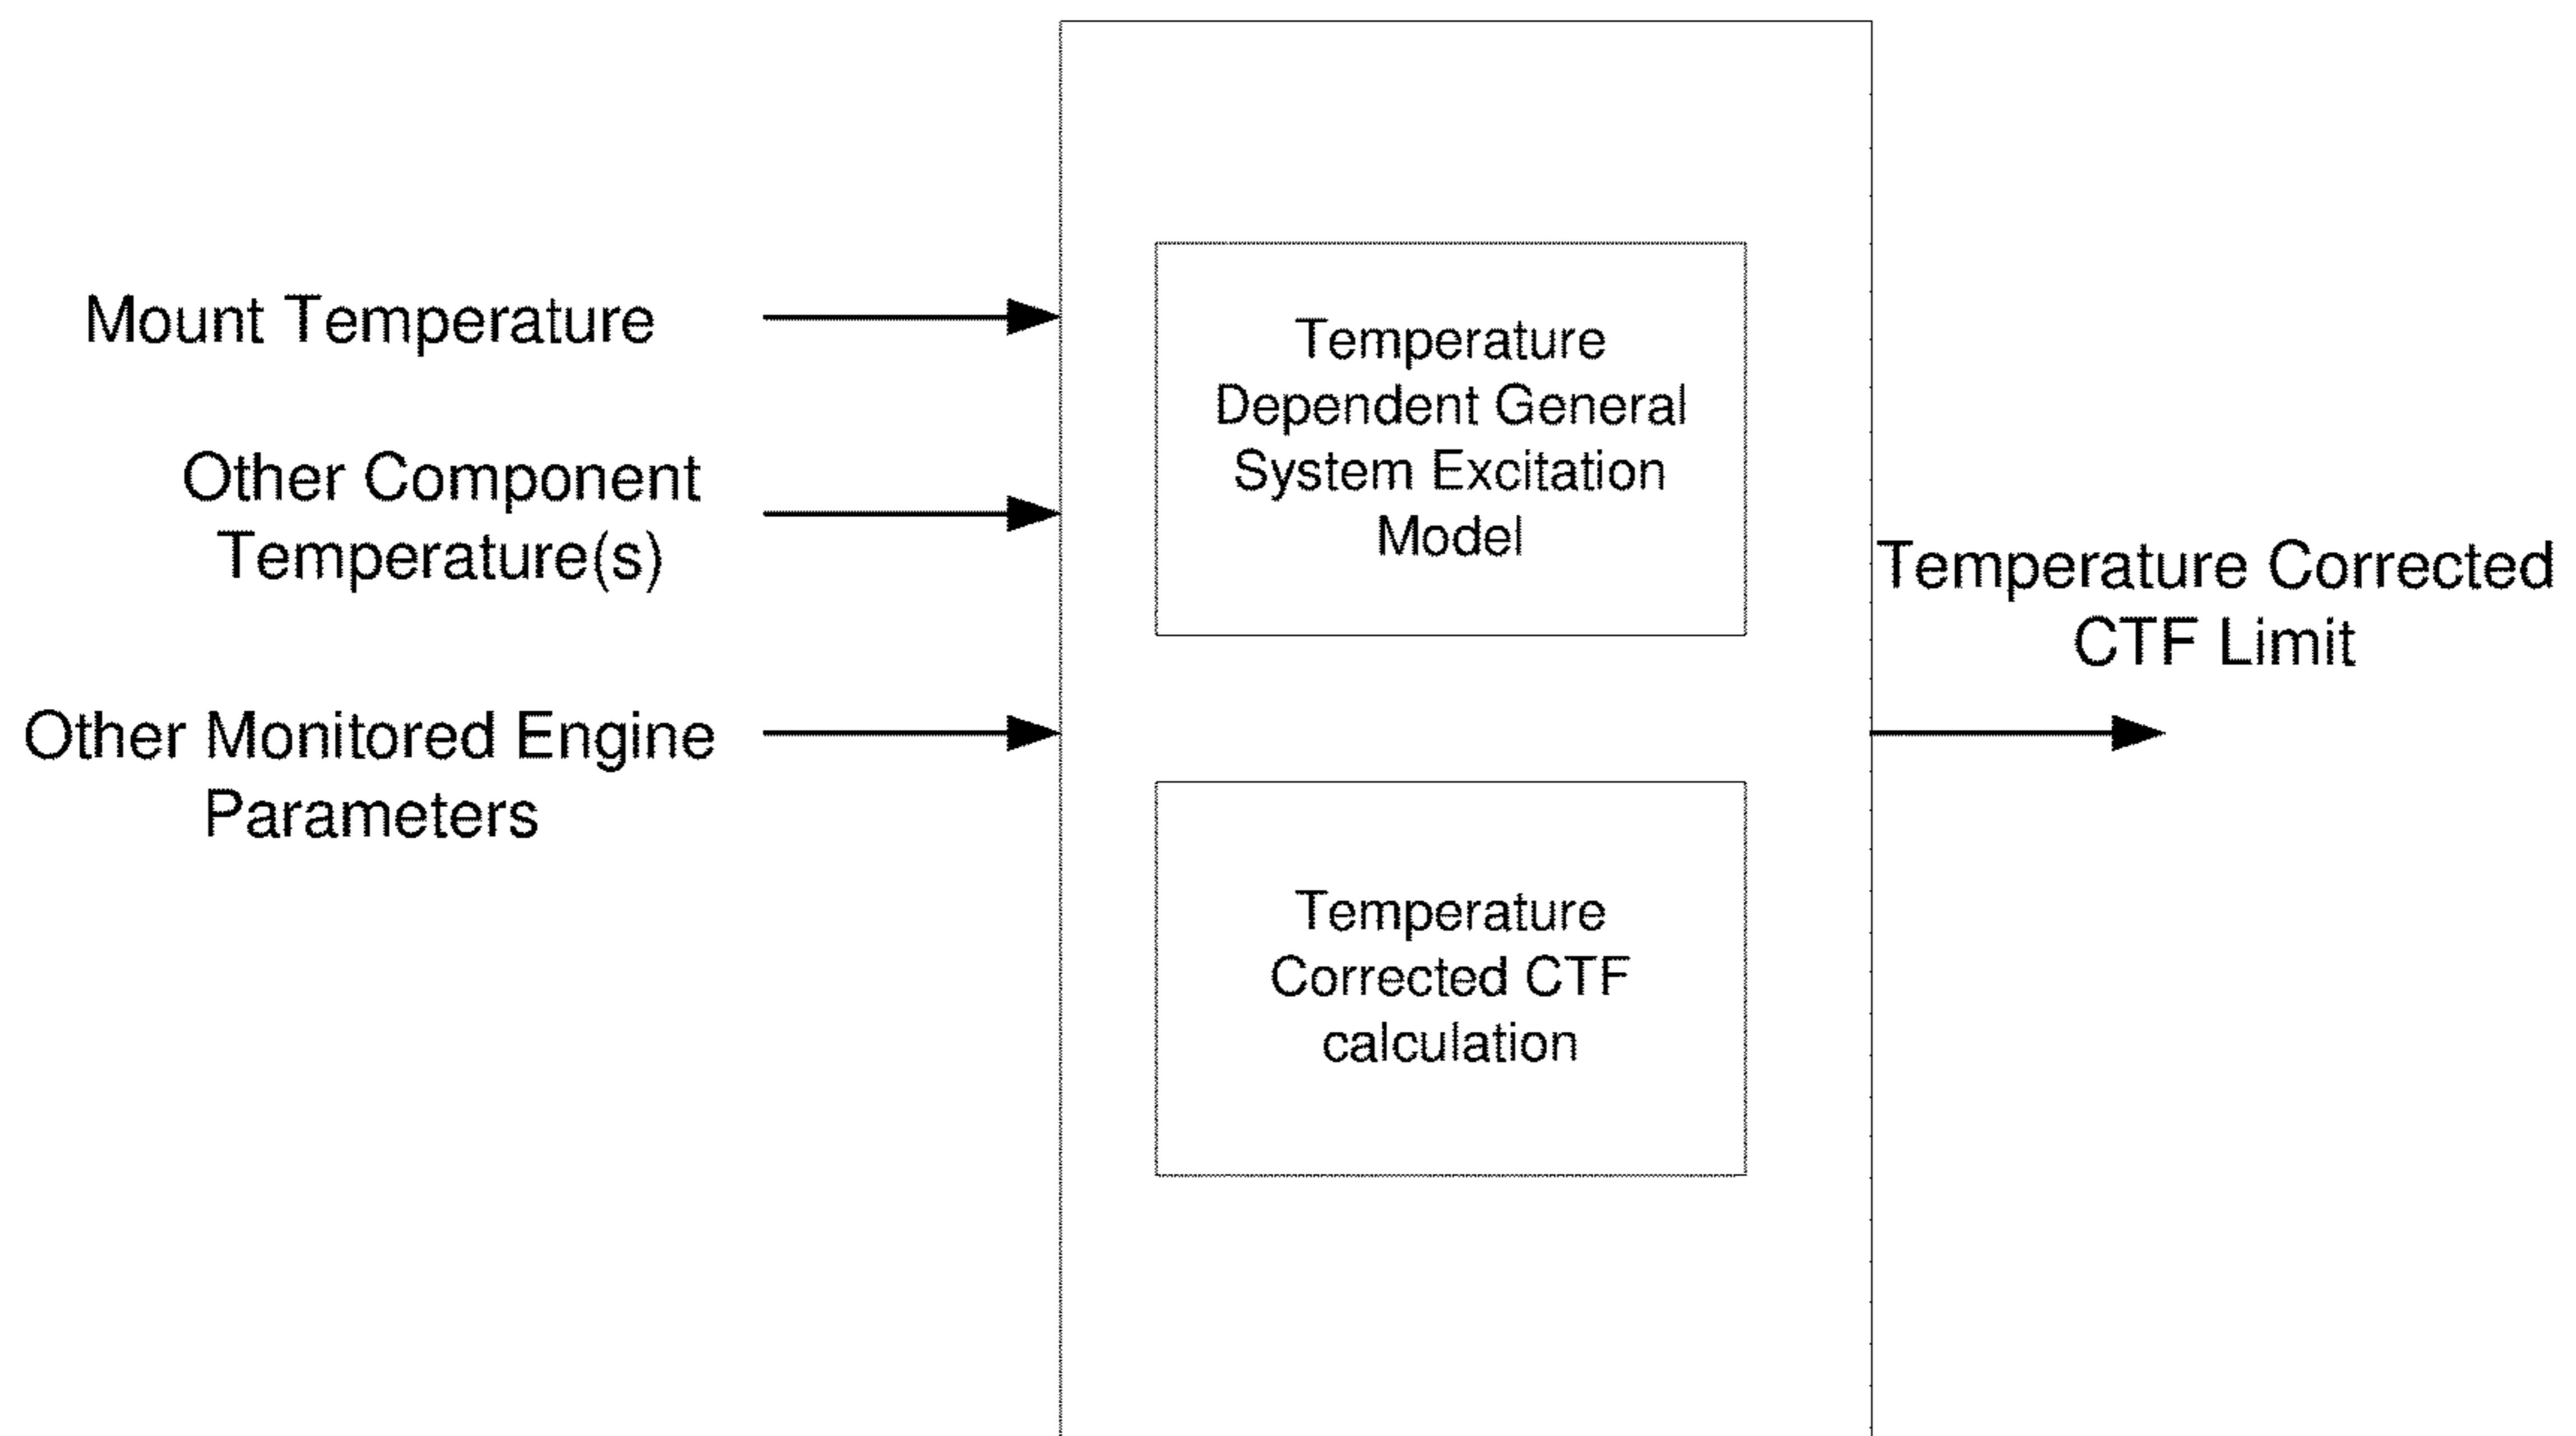 Mount Temperature
Other Component
Temperature(s)
Other Monitored Engine
Parameters
Temperature
Dependent General
System Excitation
Model
Temperature
Corrected CTF
calculation
Temperature Corrected
CTF Limit